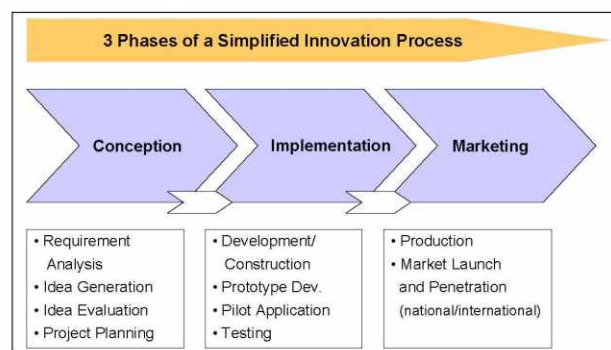 3 Phases of a Simplified Innovation Process
Conception
Implementation
Marketing
• Requirement
Analysis
• Idea Generation
• Idea Evaluation
• Project Planning
• Development/
Construction
• Prototype Dev.
• Pilot Application
• Testing
• Production
• Market Launch
and Penetration
(national/international)